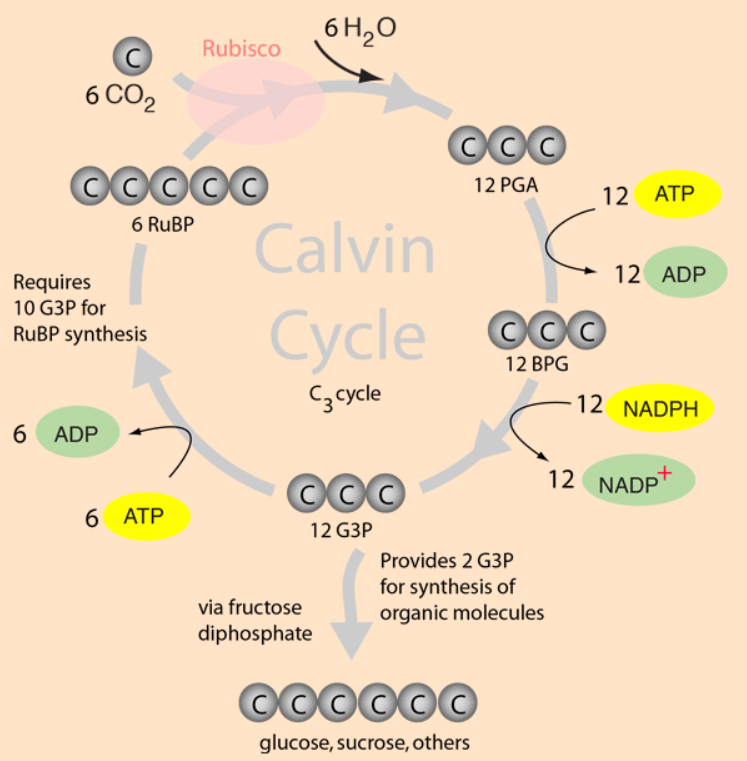 6 H₂O
Rubisco
C
6 CO₂
C C C C C
6 RuBP
C C C
12 PGA
12 ATP
12 ADP
Calvin
Cycle
C₃cycle
Requires
10 G3P for
RuBP synthesis
C C C
12 BPG
12 NADPH
12 NADP+
6 ADP
6 ATP
C C C
12 G3P
Provides 2 G3P
for synthesis of
organic molecules
via fructose
diphosphate
C C C C C C
glucose, sucrose, others